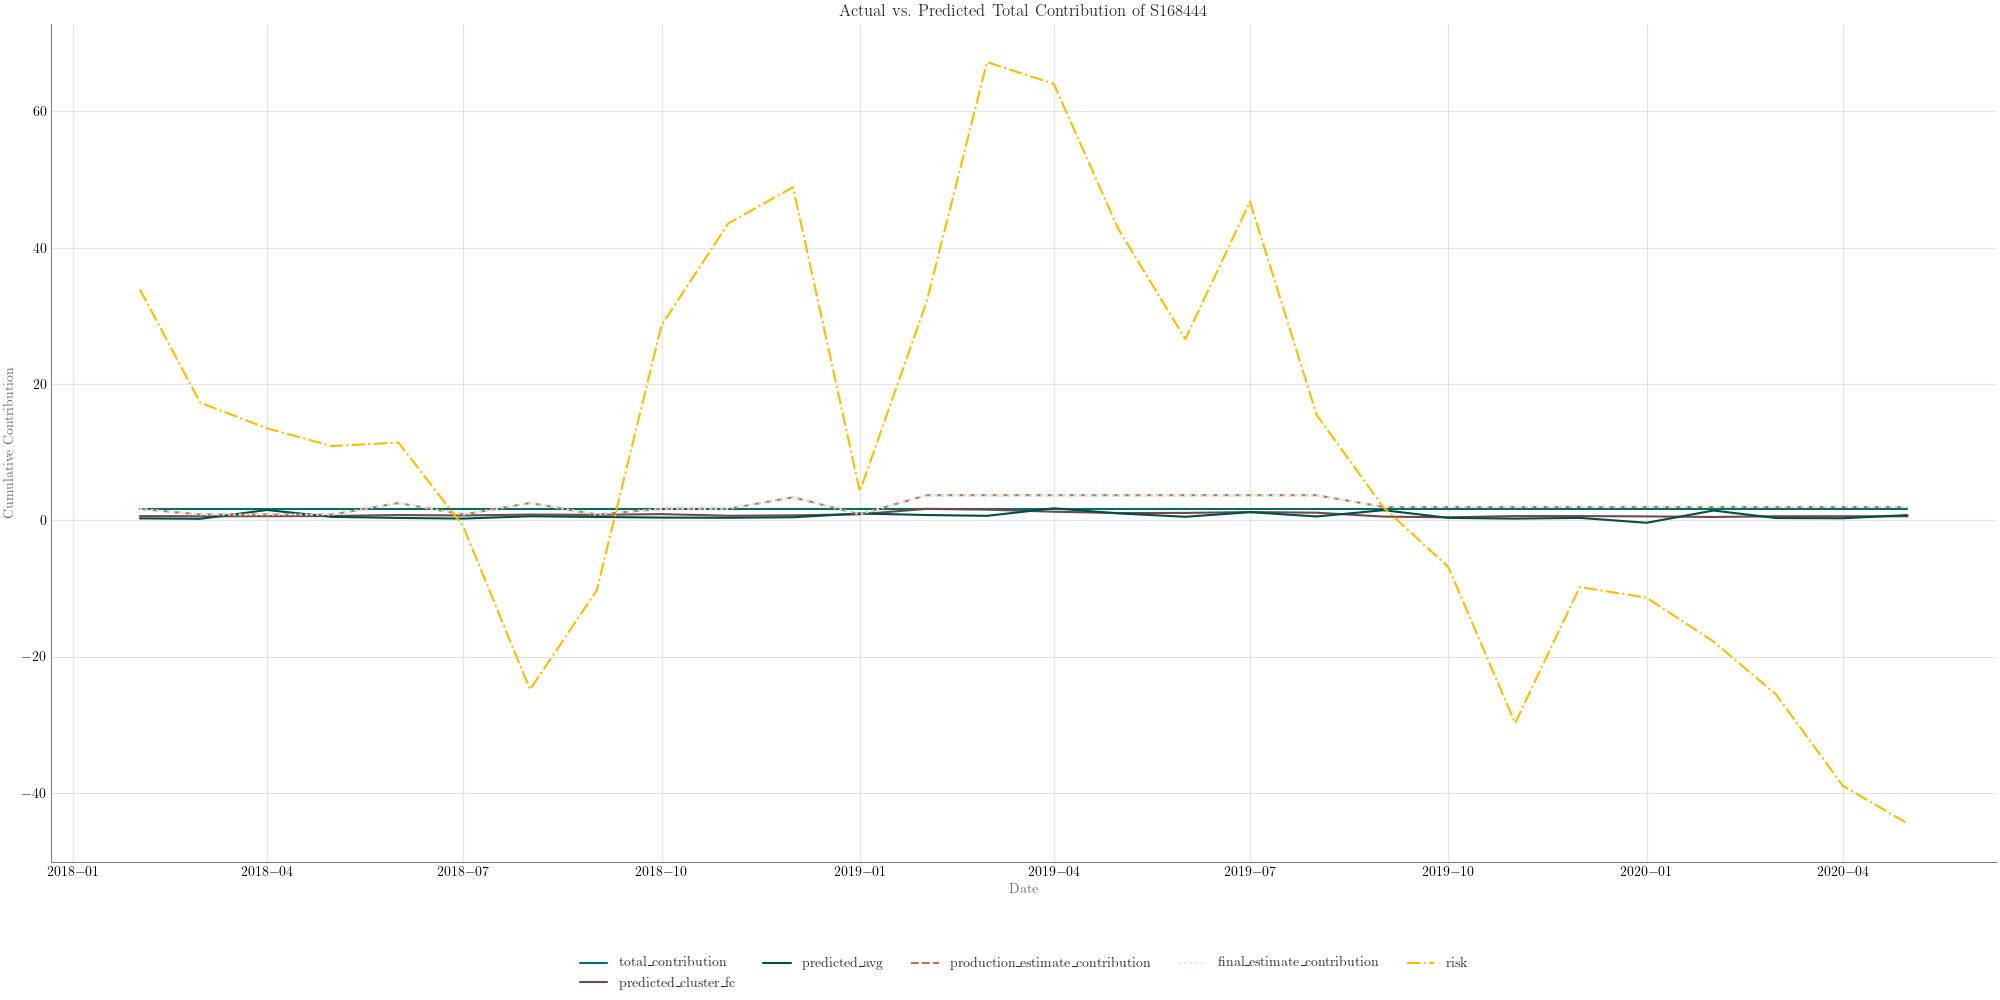 Actual vs. Predicted Total Contribution of S168444
Cumulative Contribution
60
40
20
0
−20
−40
2018−01 2018−04 2018−07 2018−10 2019−01 2019−04 2019−07 2019−10 2020−01 2020−04
Date
total_contribution predicted_avg production_estimate_contribution final_estimate_contribution risk
predicted_cluster_fc